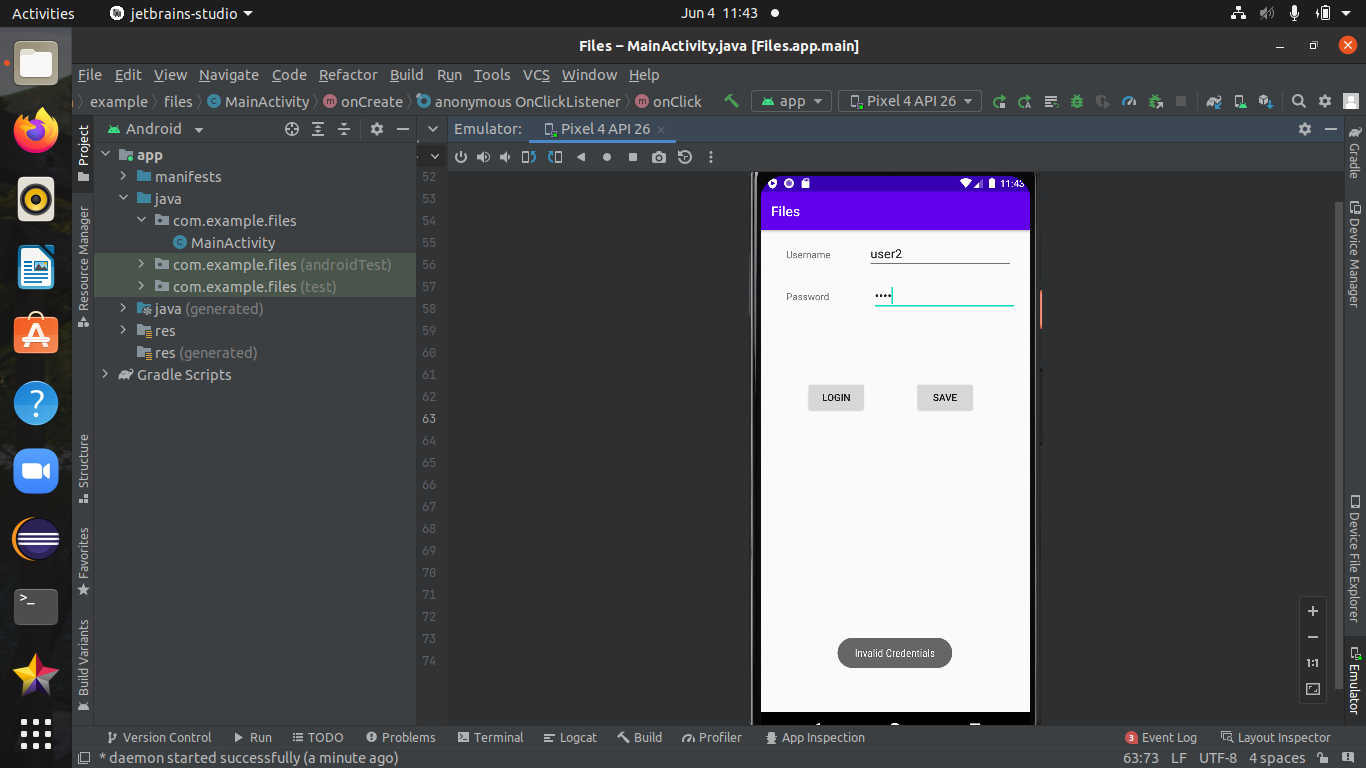 Activities jetbrains-studio Jun 4 11:43
Files – MainActivity.java [Files.app.main]
File Edit View Navigate Code Refactor Build Run Tools VCS Window Help
example files MainActivity onCreate anonymous OnClickListener onClick app Pixel 4 API 26
Project
Resource Manager
Structure
Favorites
Build Variants
Android
app
manifests
java
com.example.files
MainActivity
com.example.files (androidTest)
com.example.files (test)
java (generated)
res
res (generated)
Gradle Scripts
52
53
54
55
56
57
58
59
60
61
62
63
64
65
66
67
68
69
70
71
72
73
74
Emulator: Pixel 4 API 26
11:43
Files
Username user2
Password ••••
LOGIN SAVE
Invalid Credentials
1:1
Gradle
Device Manager
Device File Explorer
Emulator
Version Control Run TODO Problems Terminal Logcat Build Profiler App Inspection 3 Event Log Layout Inspector
* daemon started successfully (a minute ago) 63:73 LF UTF-8 4 spaces